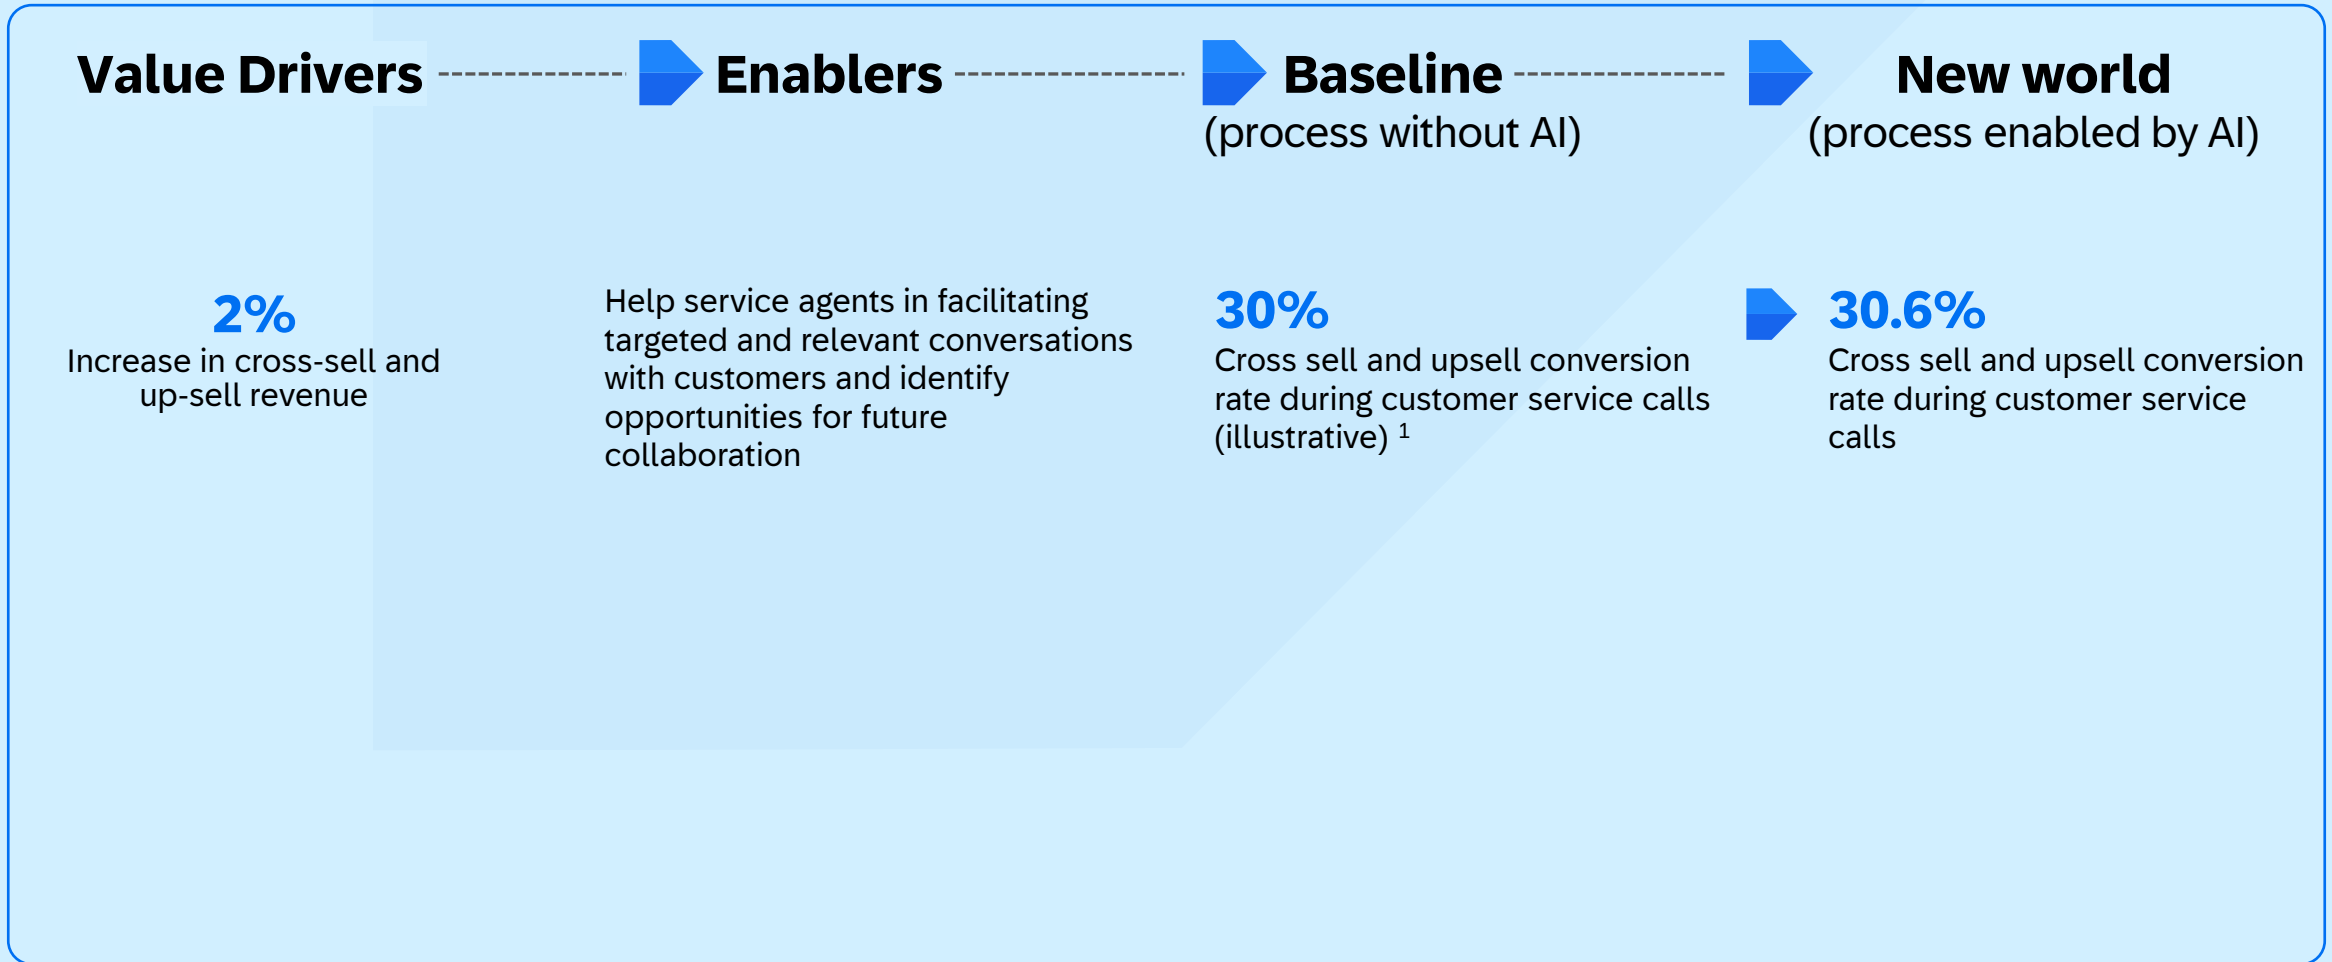 Value Drivers
Enablers
Baseline
(process without AI)
New world
(process enabled by AI)
2%
Increase in cross-sell and
up-sell revenue
Help service agents in facilitating
targeted and relevant conversations
with customers and identify
opportunities for future
collaboration
30%
Cross sell and upsell conversion
rate during customer service calls
(illustrative) 1
30.6%
Cross sell and upsell conversion
rate during customer service
calls